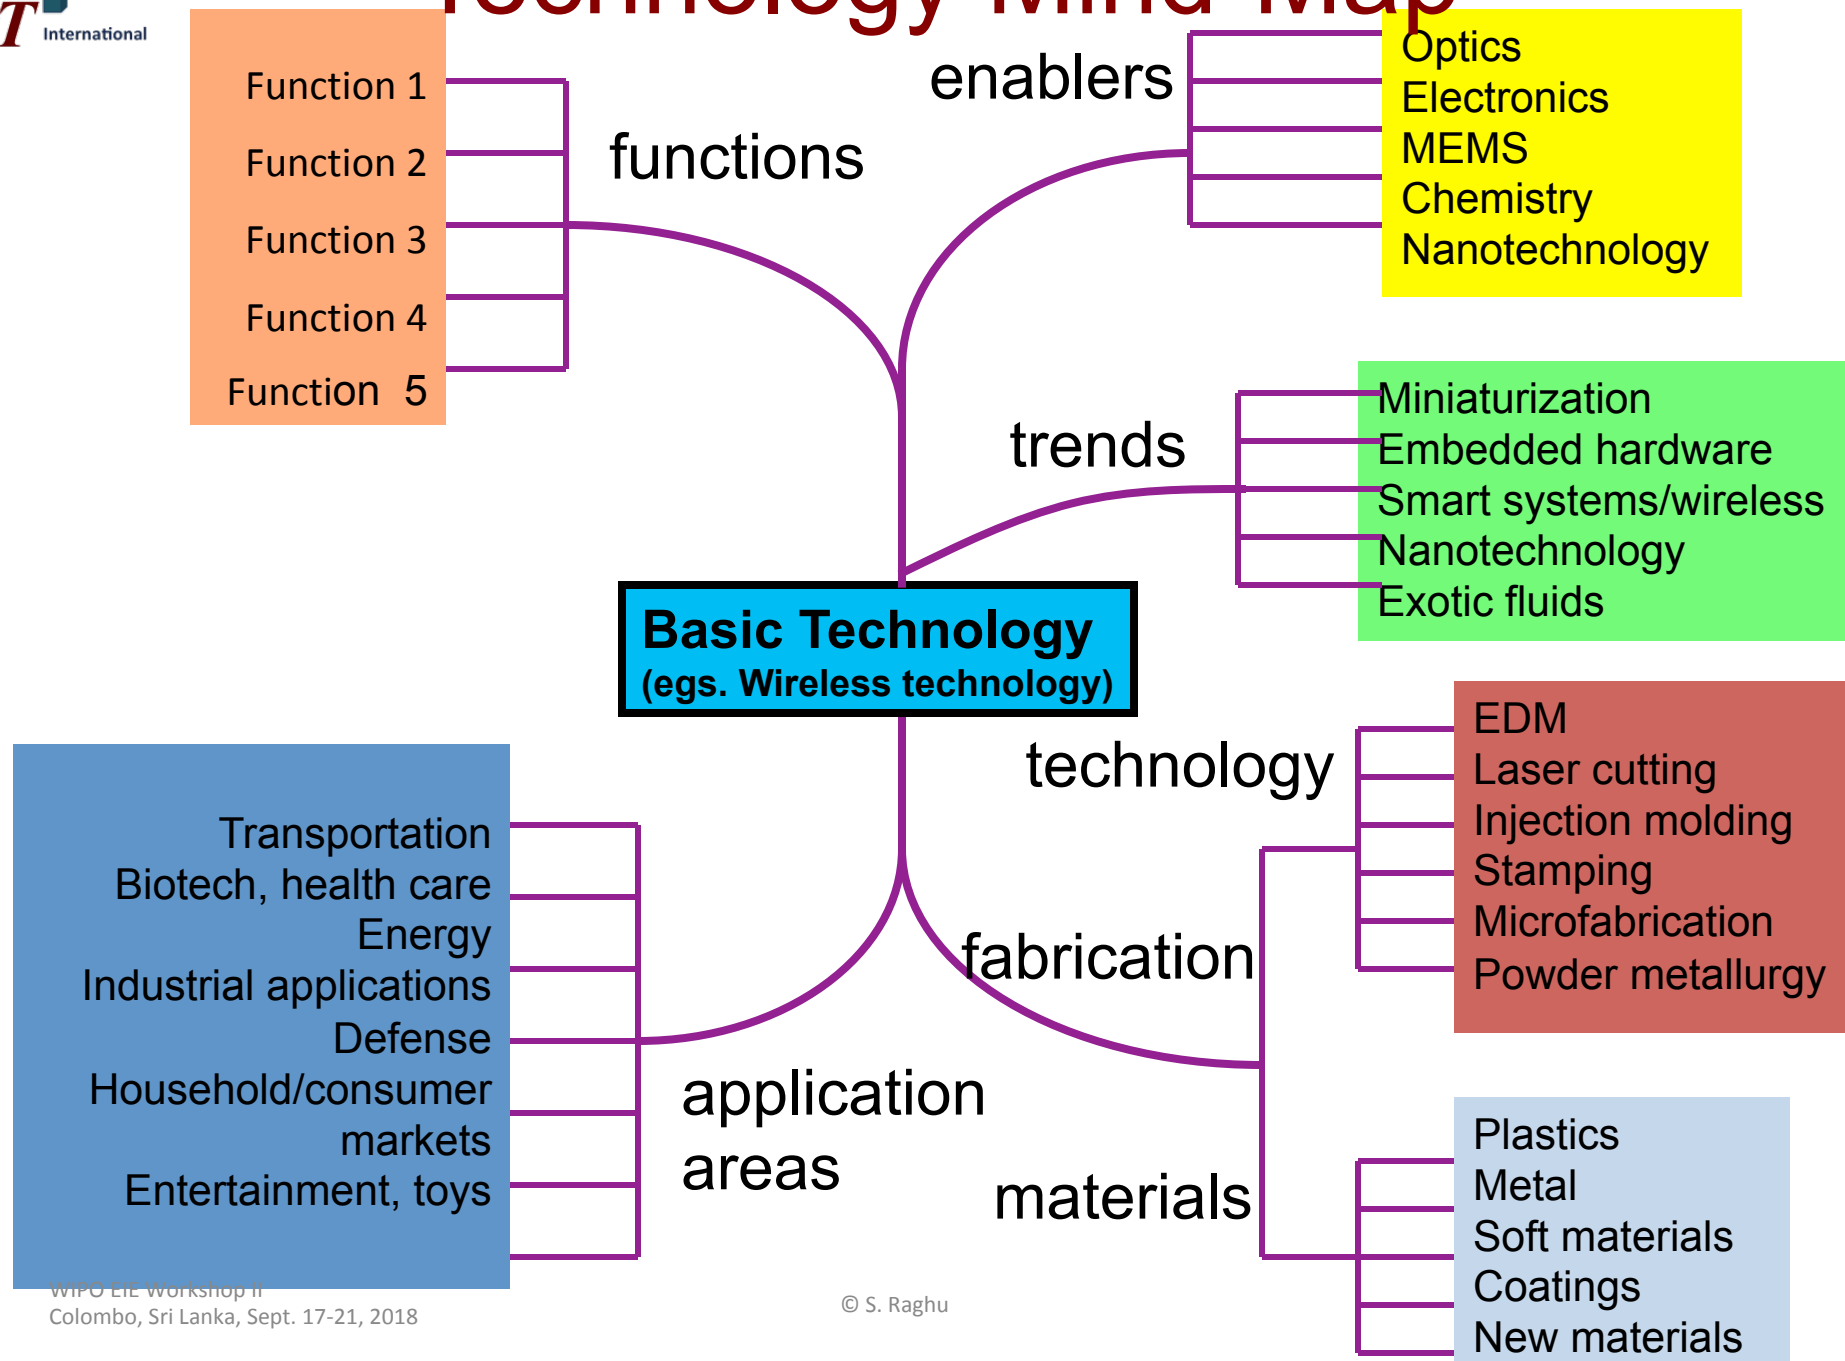 Technology Mind Map
T
International
Function 1
Function 2
Function 3
Function 4
Function 5
functions
enablers
Optics
Electronics
MEMS
Chemistry
Nanotechnology
trends
Miniaturization
Embedded hardware
Smart systems/wireless
Nanotechnology
Exotic fluids
Basic Technology
(egs. Wireless technology)
technology
EDM
Laser cutting
Injection molding
Stamping
Microfabrication
Powder metallurgy
fabrication
Transportation
Biotech, health care
Energy
Industrial applications
Defense
Household/consumer
markets
Entertainment, toys
application
areas
materials
Plastics
Metal
Soft materials
Coatings
New materials
WIPO EIE Workshop II
Colombo, Sri Lanka, Sept. 17-21, 2018
© S. Raghu